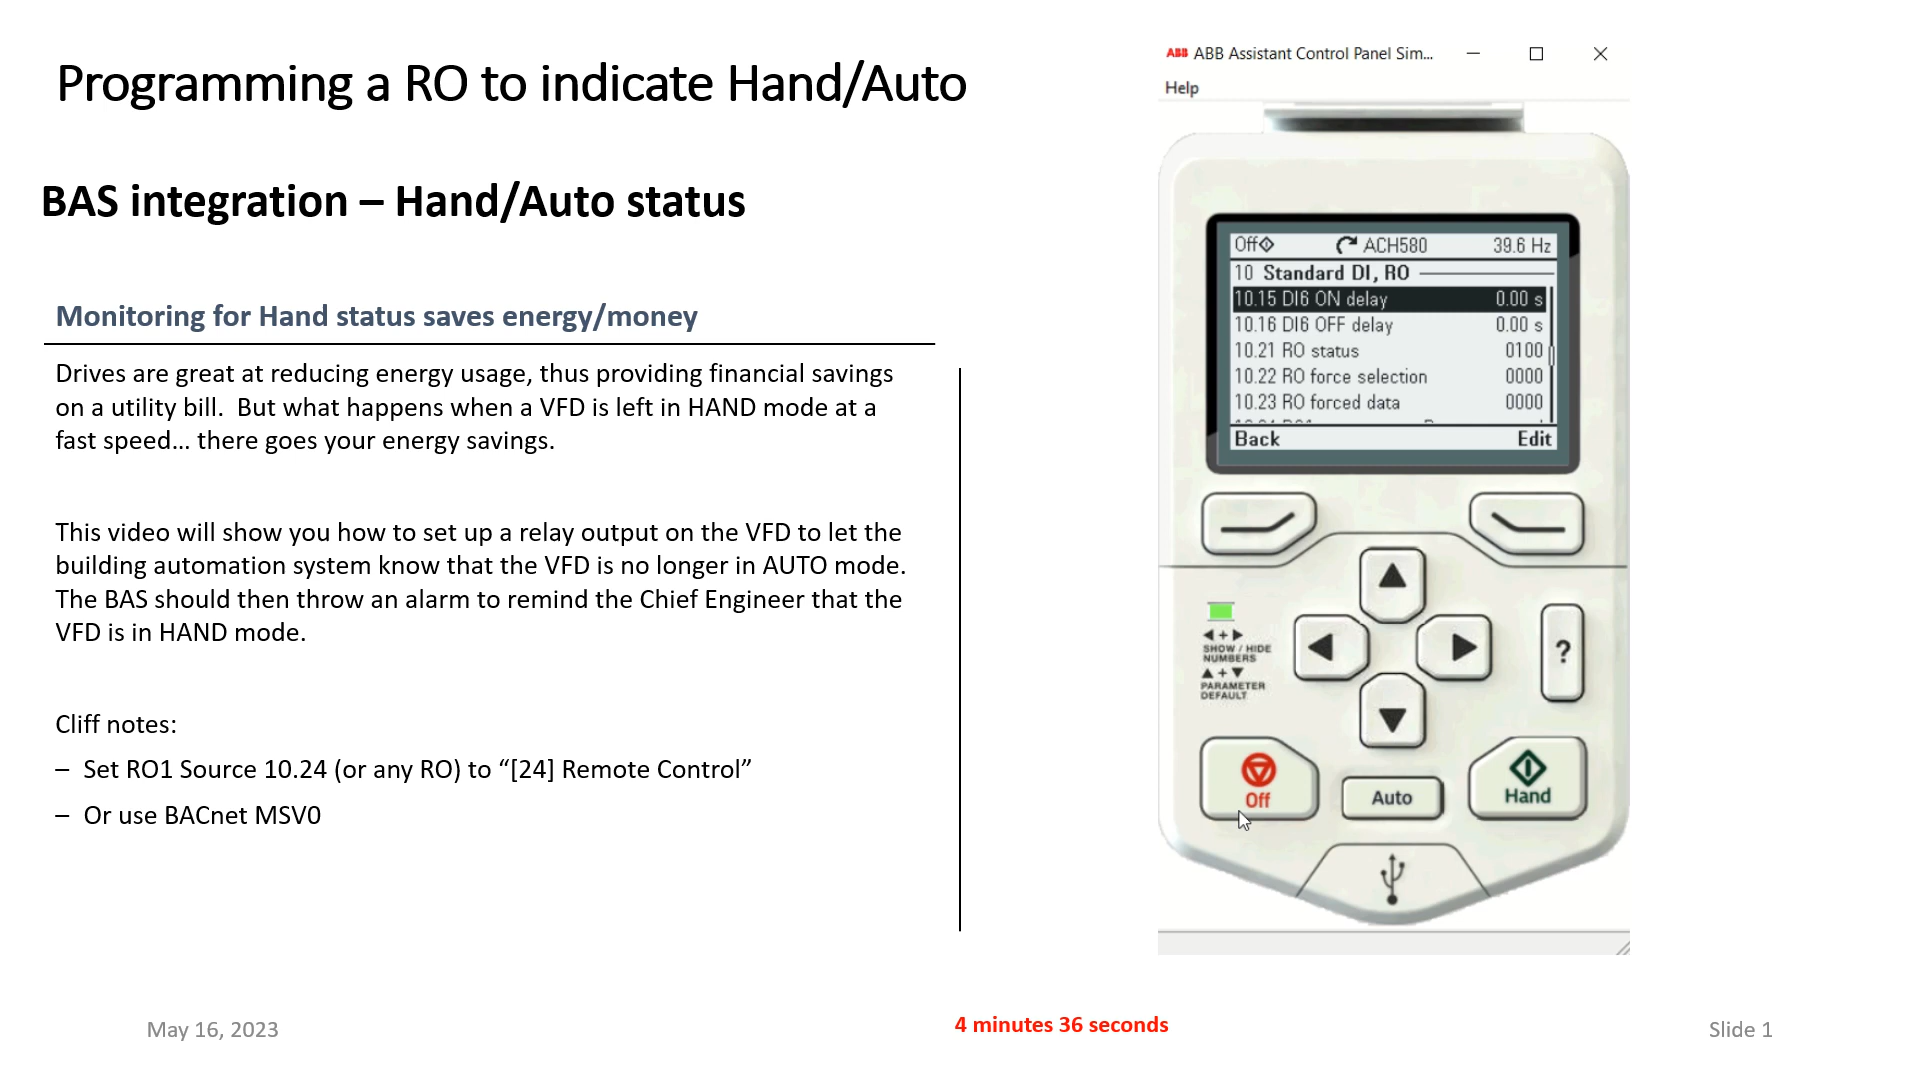 Programming a RO to indicate Hand/Auto
BAS integration – Hand/Auto status
Monitoring for Hand status saves energy/money
Drives are great at reducing energy usage, thus providing financial savings
on a utility bill.  But what happens when a VFD is left in HAND mode at a
fast speed… there goes your energy savings.
This video will show you how to set up a relay output on the VFD to let the
building automation system know that the VFD is no longer in AUTO mode.
The BAS should then throw an alarm to remind the Chief Engineer that the
VFD is in HAND mode.
Cliff notes:
– Set RO1 Source 10.24 (or any RO) to “[24] Remote Control”
– Or use BACnet MSV0
ABB ABB Assistant Control Panel Sim...
Help
Off ACH580 39.6 Hz
10 Standard DI, RO
10.15 DI6 ON delay 0.00 s
10.16 DI6 OFF delay 0.00 s
10.21 RO status 0100
10.22 RO force selection 0000
10.23 RO forced data 0000
Back Edit
◀ + ▶
SHOW / HIDE
NUMBERS
▲ + ▼
PARAMETER
DEFAULT
?
Off
Auto
Hand
May 16, 2023
4 minutes 36 seconds
Slide 1